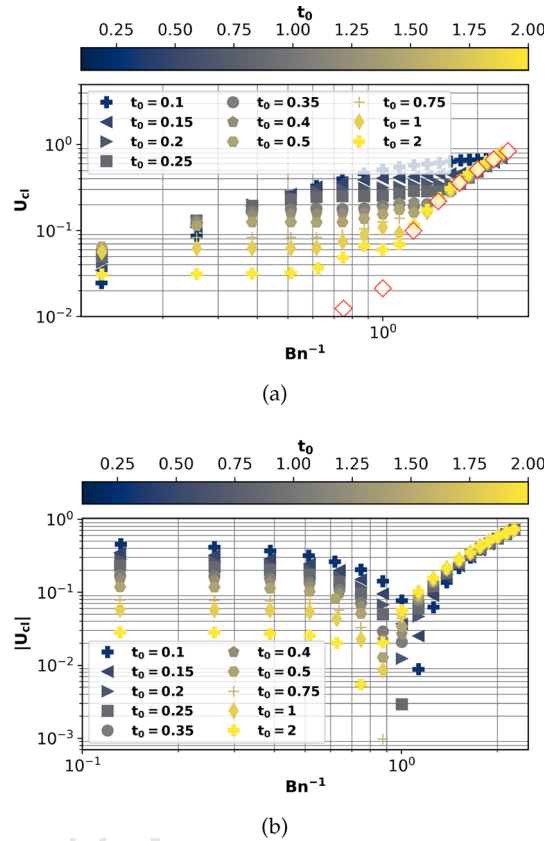 t₀
0.25 0.50 0.75 1.00 1.25 1.50 1.75 2.00
t₀ = 0.1 t₀ = 0.35 t₀ = 0.75
t₀ = 0.15 t₀ = 0.4 t₀ = 1
t₀ = 0.2 t₀ = 0.5 t₀ = 2
t₀ = 0.25
U_cl
10⁰
10⁻¹
10⁻²
10⁰
Bn⁻¹
(a)
t₀
0.25 0.50 0.75 1.00 1.25 1.50 1.75 2.00
|U_cl|
10⁰
10⁻¹
10⁻²
10⁻³
t₀ = 0.1 t₀ = 0.4
t₀ = 0.15 t₀ = 0.5
t₀ = 0.2 t₀ = 0.75
t₀ = 0.25 t₀ = 1
t₀ = 0.35 t₀ = 2
10⁻¹ 10⁰
Bn⁻¹
(b)